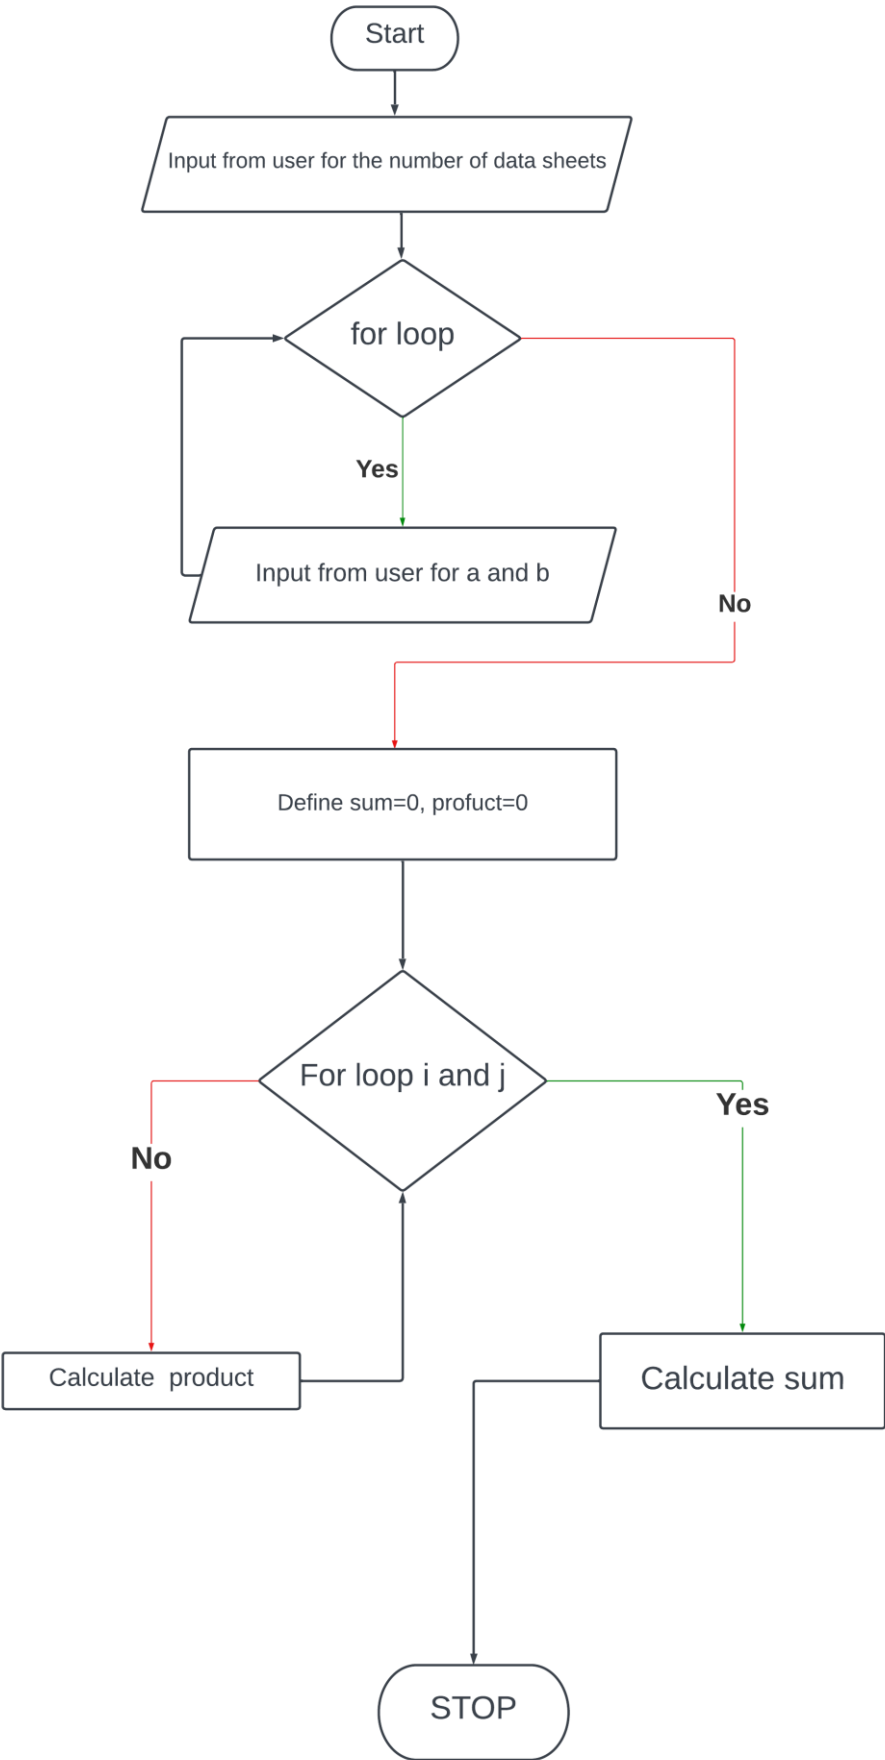 Start
Input from user for the number of data sheets
for loop
Yes
Input from user for a and b
No
Define sum=0, profuct=0
For loop i and j
Yes
No
Calculate  product
Calculate sum
STOP